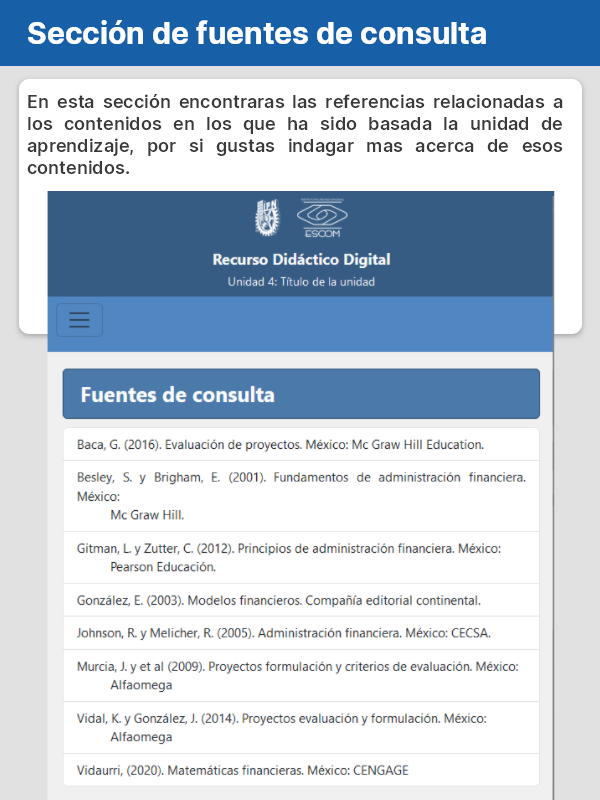 Sección de fuentes de consulta
En esta sección encontraras las referencias relacionadas a
los contenidos en los que ha sido basada la unidad de
aprendizaje, por si gustas indagar mas acerca de esos
contenidos.
ESCOM
Recurso Didáctico Digital
Unidad 4: Título de la unidad
Fuentes de consulta
Baca, G. (2016). Evaluación de proyectos. México: Mc Graw Hill Education.
Besley, S. y Brigham, E. (2001). Fundamentos de administración financiera.
México:
Mc Graw Hill.
Gitman, L. y Zutter, C. (2012). Principios de administración financiera. México:
Pearson Educación.
González, E. (2003). Modelos financieros. Compañía editorial continental.
Johnson, R. y Melicher, R. (2005). Administración financiera. México: CECSA.
Murcia, J. y et al (2009). Proyectos formulación y criterios de evaluación. México:
Alfaomega
Vidal, K. y González, J. (2014). Proyectos evaluación y formulación. México:
Alfaomega
Vidaurri, (2020). Matemáticas financieras. México: CENGAGE